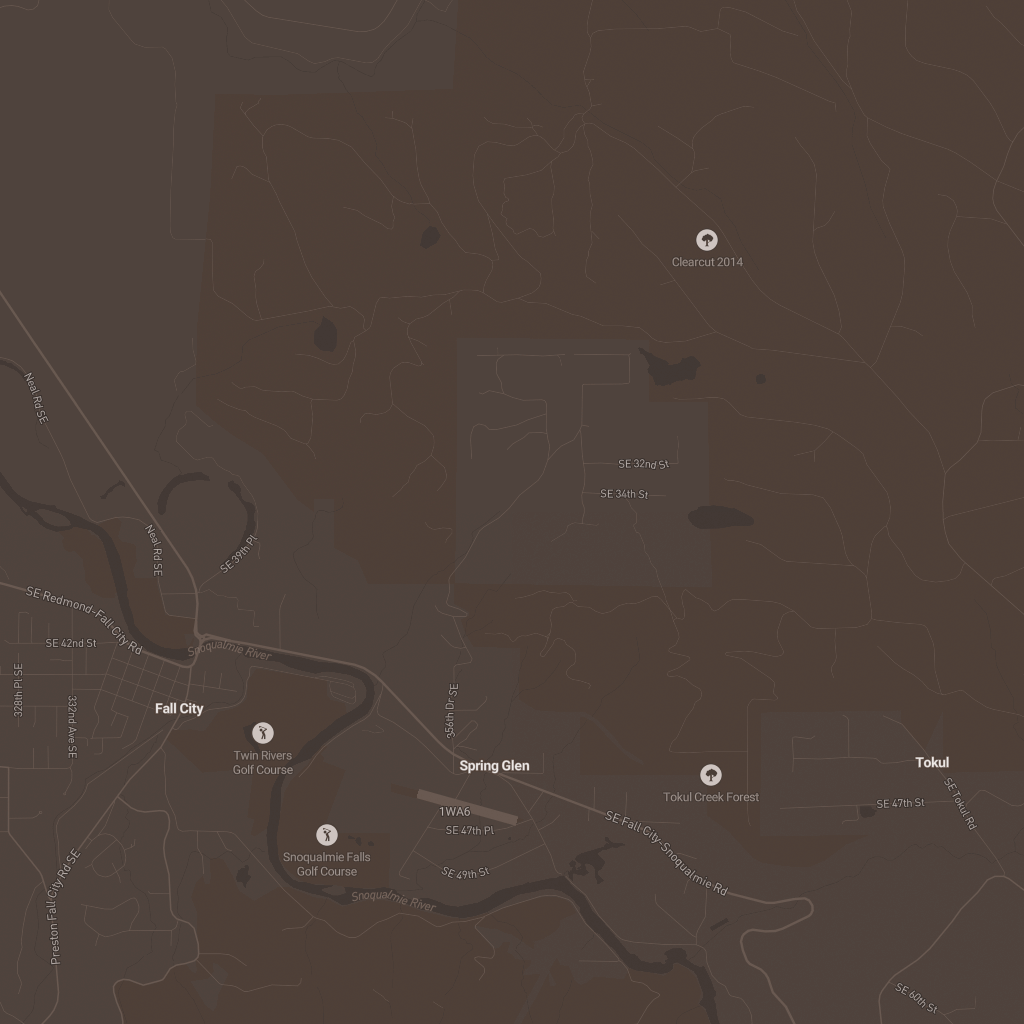 Clearcut 2014
Neal Rd SE
SE 32nd St
SE 34th St
Neal Rd SE
SE 39th Pl
SE Redmond-Fall City Rd
SE 42nd St
Snoqualmie River
328th Pl SE
332nd Ave SE
356th Dr SE
Fall City
Twin Rivers
Golf Course
Spring Glen
Tokul
Tokul Creek Forest
SE Tokul Rd
SE 47th St
1WA6
SE 47th Pl
SE Fall City-Snoqualmie Rd
Snoqualmie Falls
Golf Course
SE 49th St
Snoqualmie River
Preston Fall City Rd SE
SE 60th St